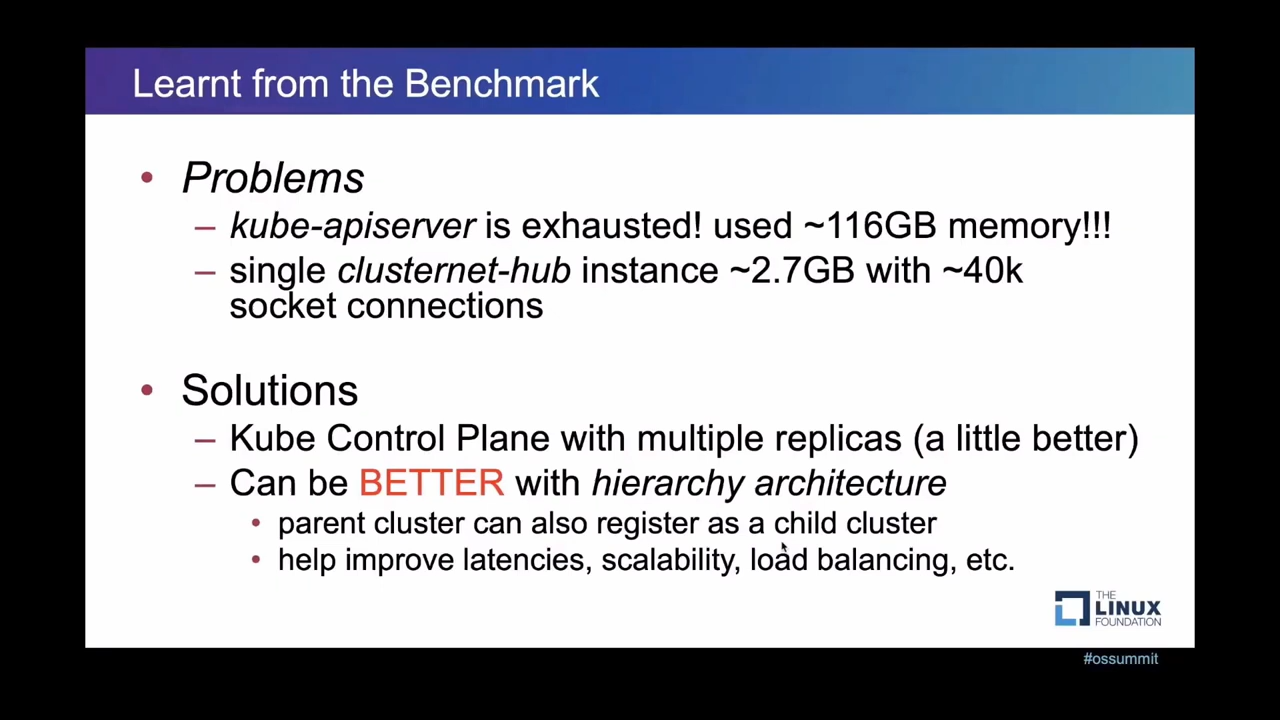 Learnt from the Benchmark
• Problems
– kube-apiserver is exhausted! used ~116GB memory!!!
– single clusternet-hub instance ~2.7GB with ~40k
socket connections
• Solutions
– Kube Control Plane with multiple replicas (a little better)
– Can be BETTER with hierarchy architecture
• parent cluster can also register as a child cluster
• help improve latencies, scalability, load balancing, etc.
THE
LINUX
FOUNDATION
#ossummit